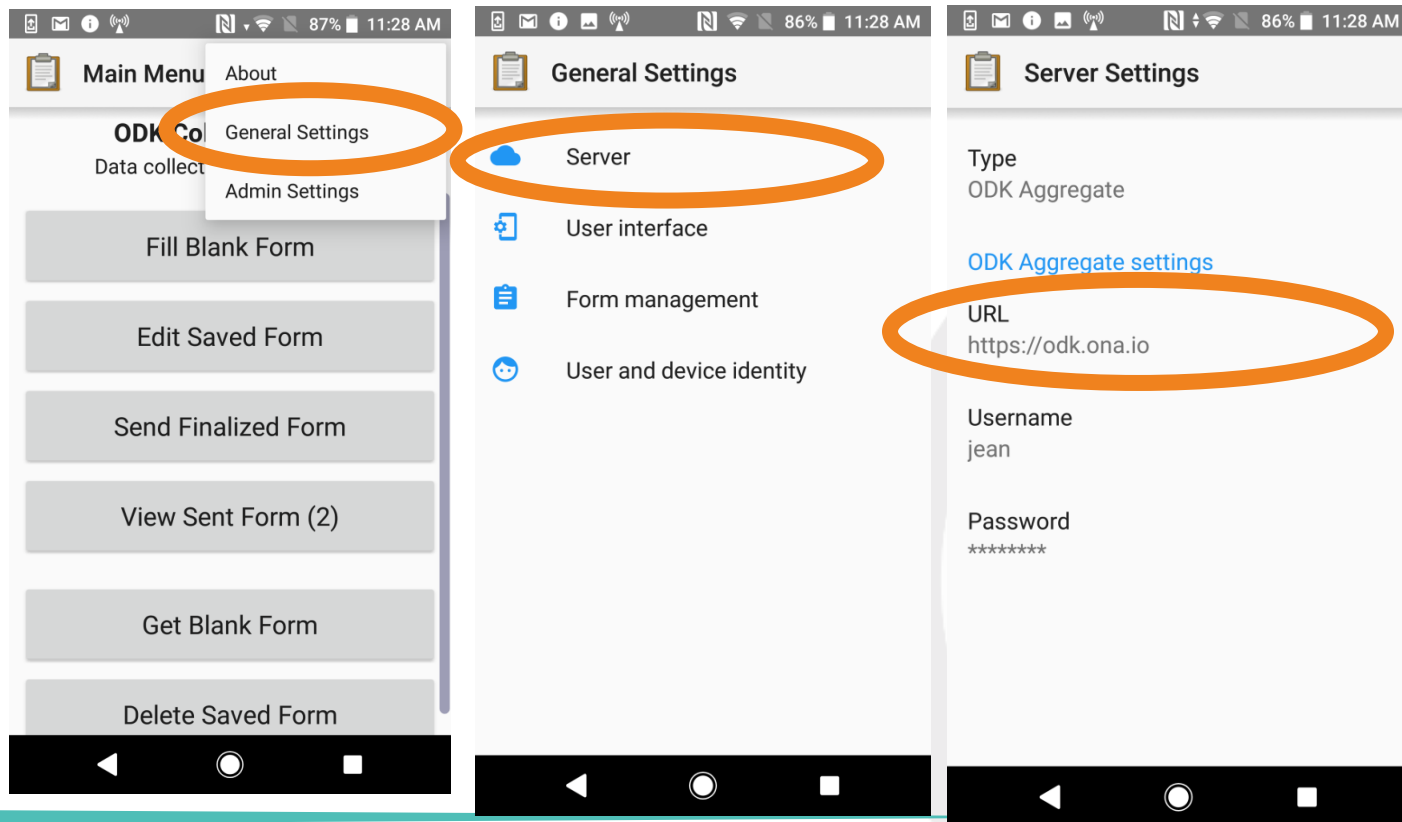 87% 11:28 AM
Main Menu
About
General Settings
Admin Settings
ODK Col
Data collect
Fill Blank Form
Edit Saved Form
Send Finalized Form
View Sent Form (2)
Get Blank Form
Delete Saved Form
86% 11:28 AM
General Settings
Server
User interface
Form management
User and device identity
86% 11:28 AM
Server Settings
Type
ODK Aggregate
ODK Aggregate settings
URL
https://odk.ona.io
Username
jean
Password
********